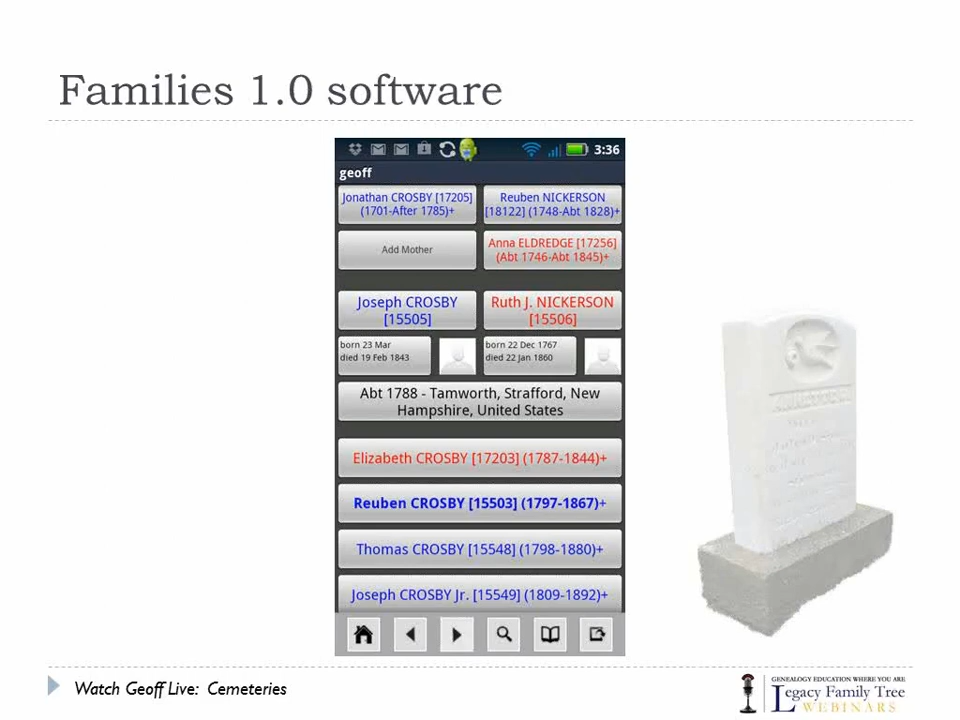 Families 1.0 software
3:36
geoff
Jonathan CROSBY [17205]
(1701-After 1785)+
Reuben NICKERSON
[18122] (1748-Abt 1828)+
Add Mother
Anna ELDREDGE [17256]
(Abt 1746-Abt 1845)+
Joseph CROSBY
[15505]
Ruth J. NICKERSON
[15506]
born 23 Mar
died 19 Feb 1843
born 22 Dec 1767
died 22 Jan 1860
Abt 1788 - Tamworth, Strafford, New
Hampshire, United States
Elizabeth CROSBY [17203] (1787-1844)+
Reuben CROSBY [15503] (1797-1867)+
Thomas CROSBY [15548] (1798-1880)+
Joseph CROSBY Jr. [15549] (1809-1892)+
Watch Geoff Live: Cemeteries
GENEALOGY EDUCATION WHERE YOU ARE
Legacy Family Tree
WEBINARS